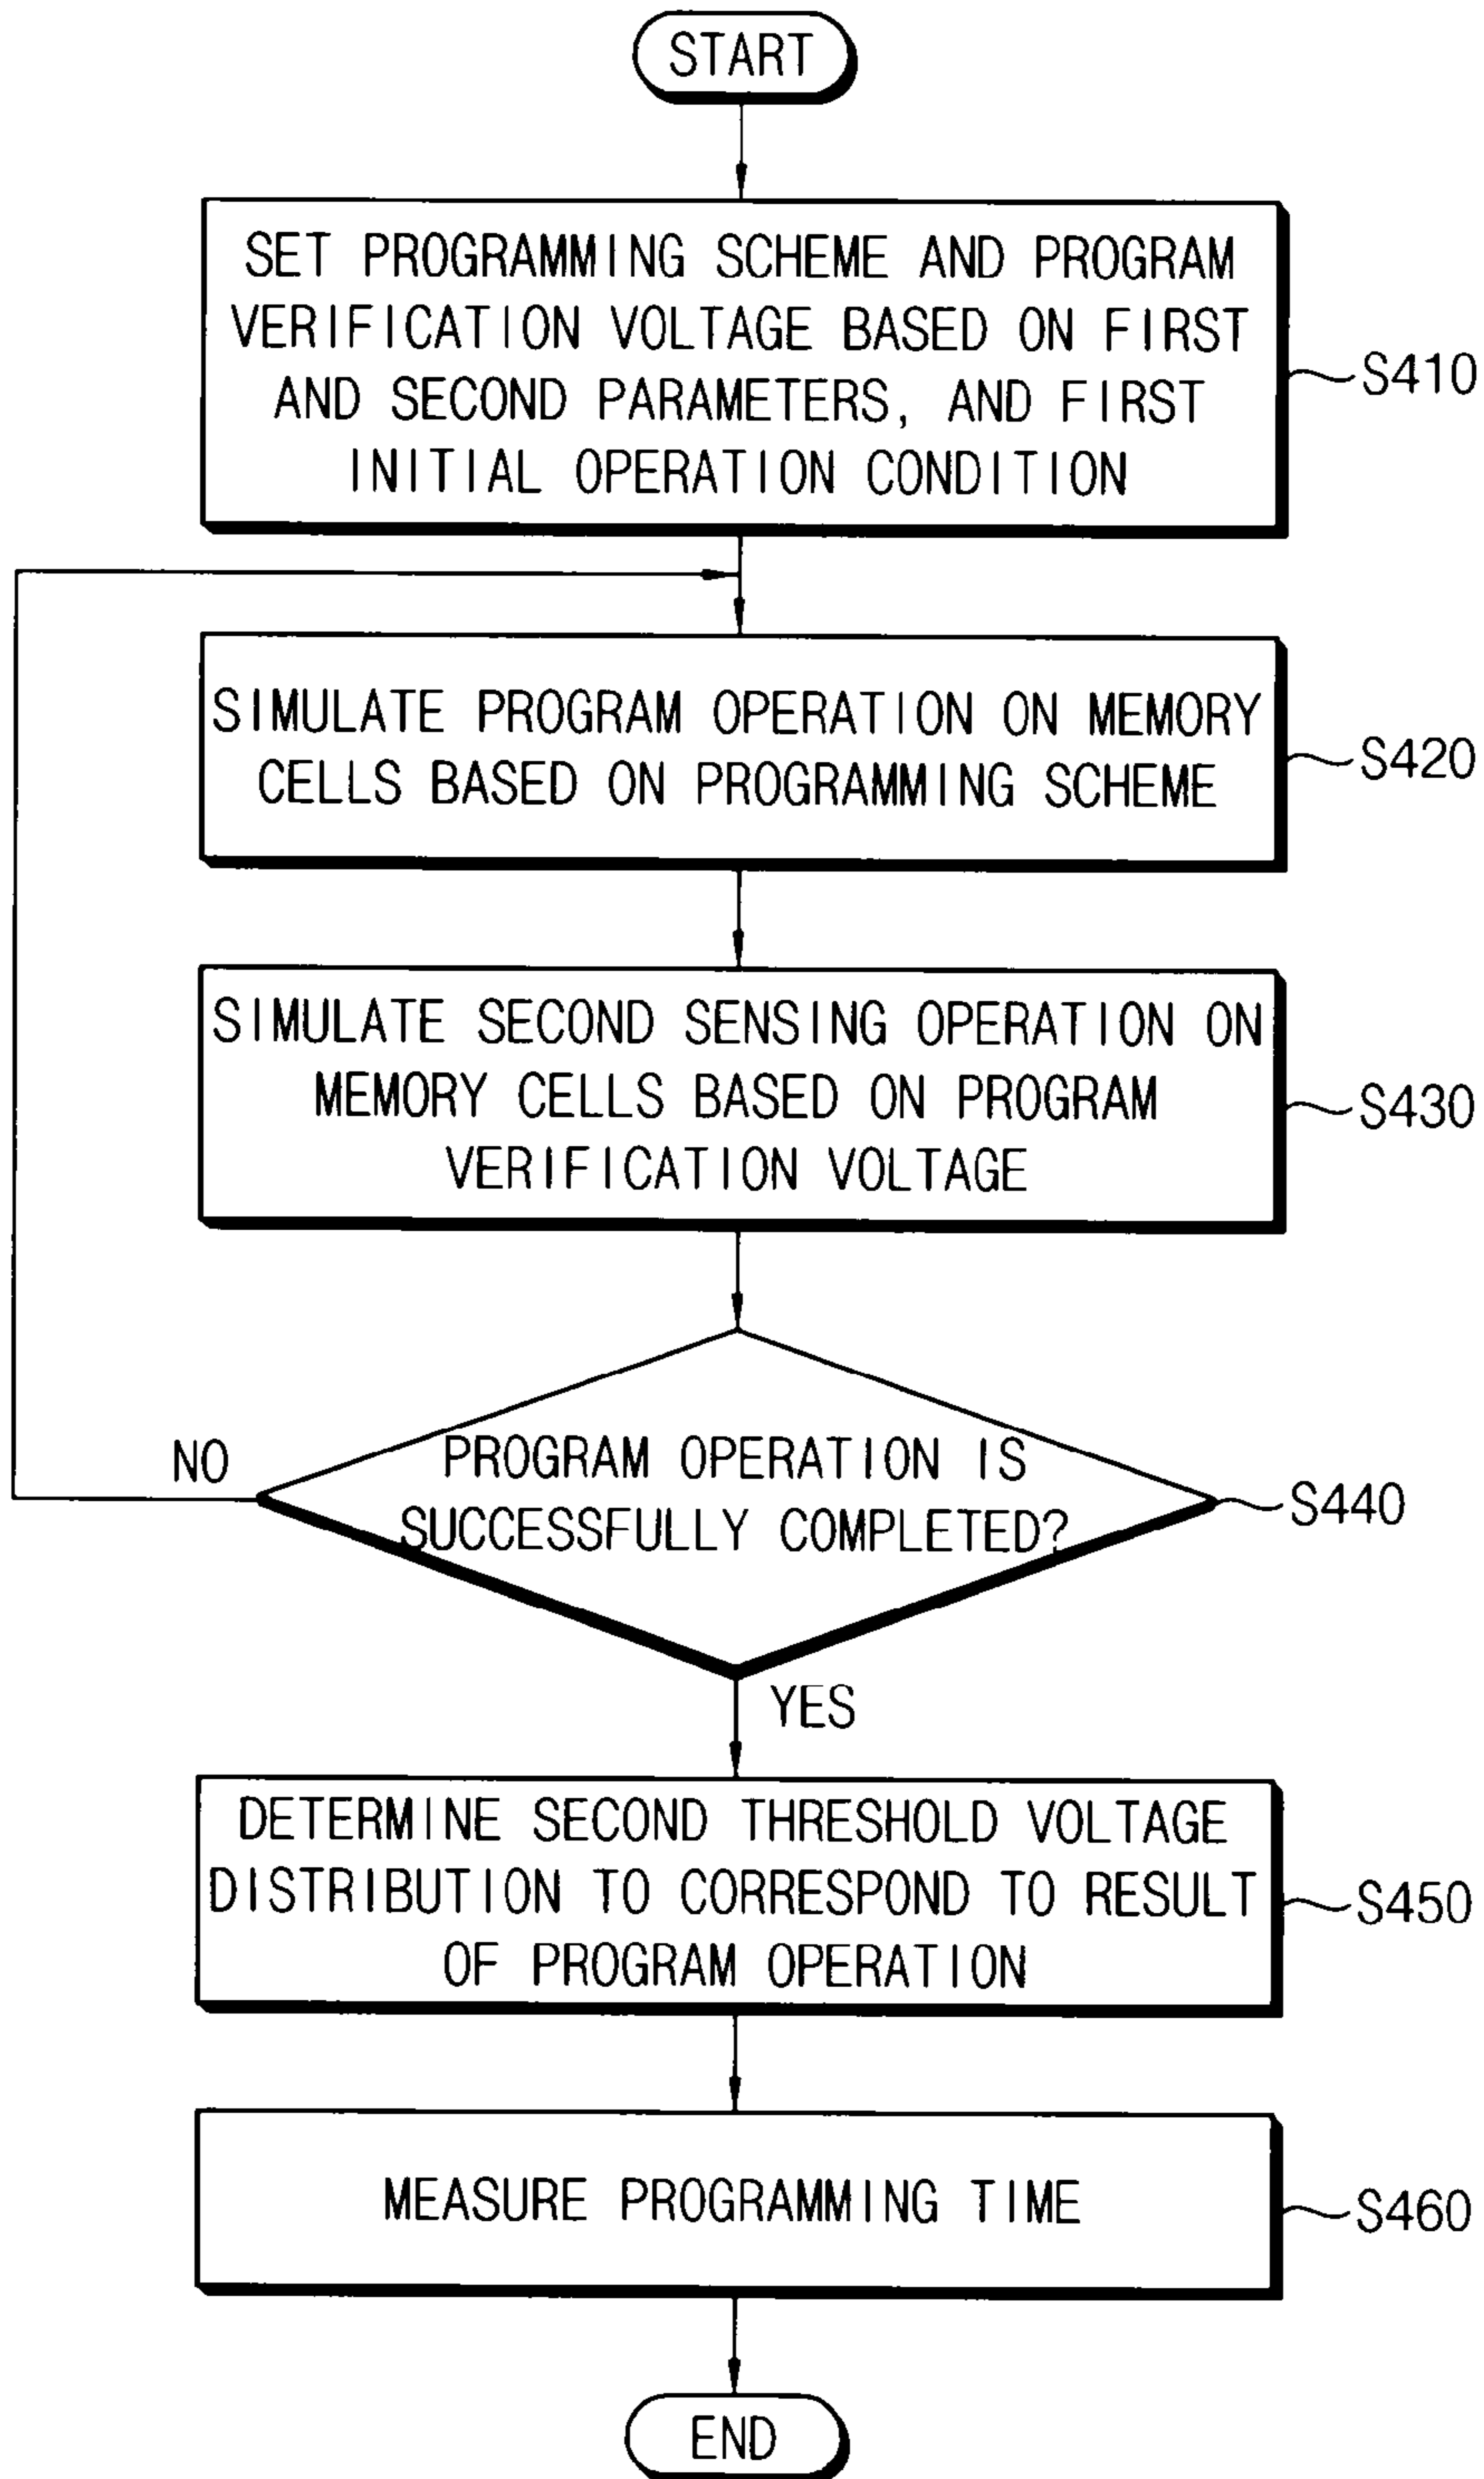 START
SET PROGRAMMING SCHEME AND PROGRAM
VERIFICATION VOLTAGE BASED ON FIRST
AND SECOND PARAMETERS, AND FIRST
INITIAL OPERATION CONDITION
S410
SIMULATE PROGRAM OPERATION ON MEMORY
CELLS BASED ON PROGRAMMING SCHEME
S420
SIMULATE SECOND SENSING OPERATION ON
MEMORY CELLS BASED ON PROGRAM
VERIFICATION VOLTAGE
S430
NO
PROGRAM OPERATION IS
SUCCESSFULLY COMPLETED?
S440
YES
DETERMINE SECOND THRESHOLD VOLTAGE
DISTRIBUTION TO CORRESPOND TO RESULT
OF PROGRAM OPERATION
S450
MEASURE PROGRAMMING TIME
S460
END